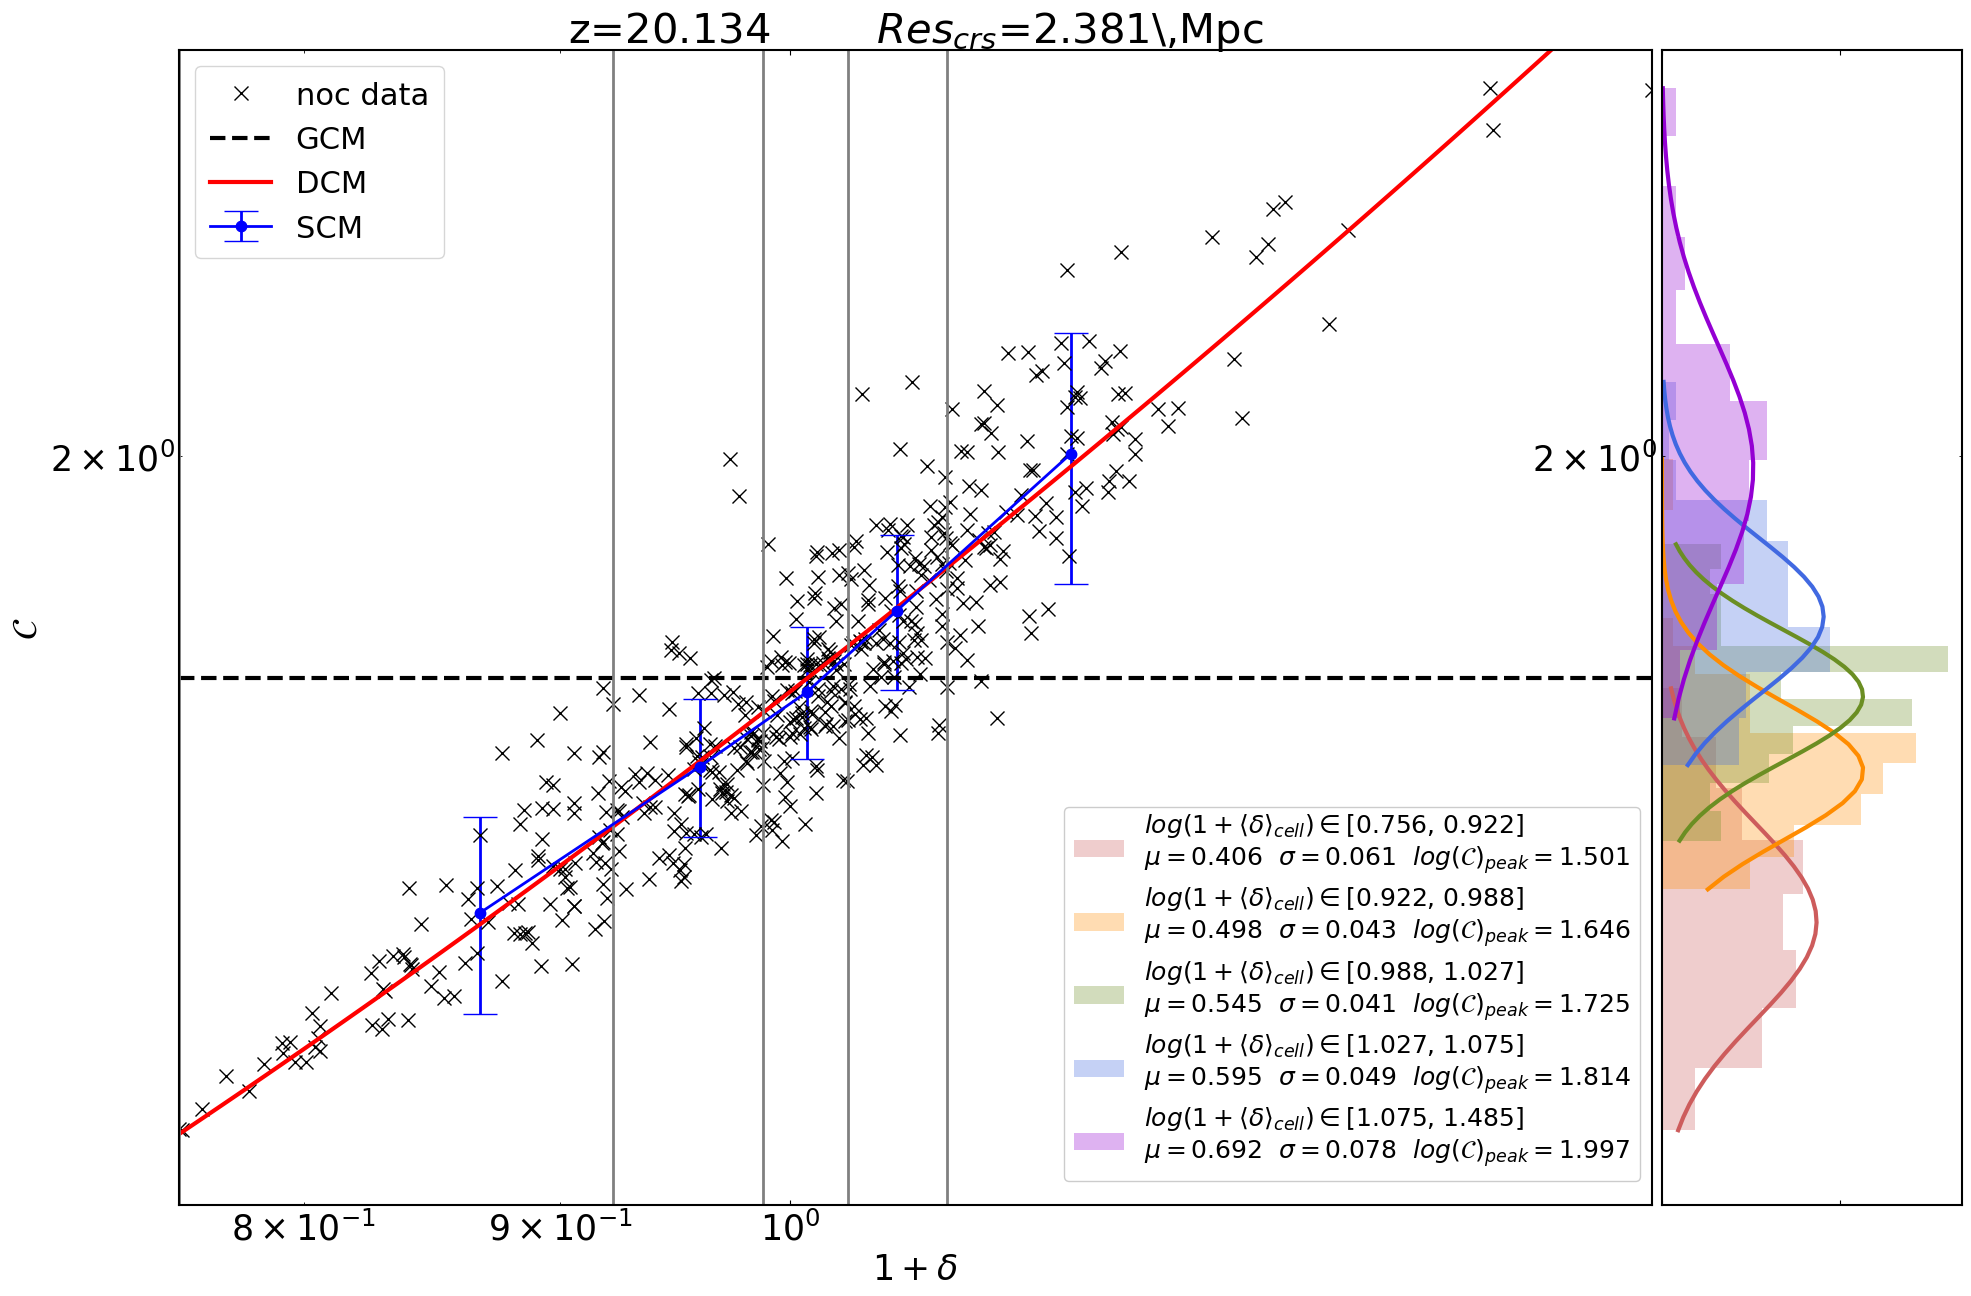 z=20.134 Res_crs=2.381\,Mpc
noc data
GCM
DCM
SCM
2 × 10^0
2 × 10^0
𝒞
log(1 + ⟨δ⟩_cell) ∈ [0.756, 0.922]
μ = 0.406 σ = 0.061 log(𝒞)_peak = 1.501
log(1 + ⟨δ⟩_cell) ∈ [0.922, 0.988]
μ = 0.498 σ = 0.043 log(𝒞)_peak = 1.646
log(1 + ⟨δ⟩_cell) ∈ [0.988, 1.027]
μ = 0.545 σ = 0.041 log(𝒞)_peak = 1.725
log(1 + ⟨δ⟩_cell) ∈ [1.027, 1.075]
μ = 0.595 σ = 0.049 log(𝒞)_peak = 1.814
log(1 + ⟨δ⟩_cell) ∈ [1.075, 1.485]
μ = 0.692 σ = 0.078 log(𝒞)_peak = 1.997
8 × 10^−1
9 × 10^−1
10^0
1 + δ